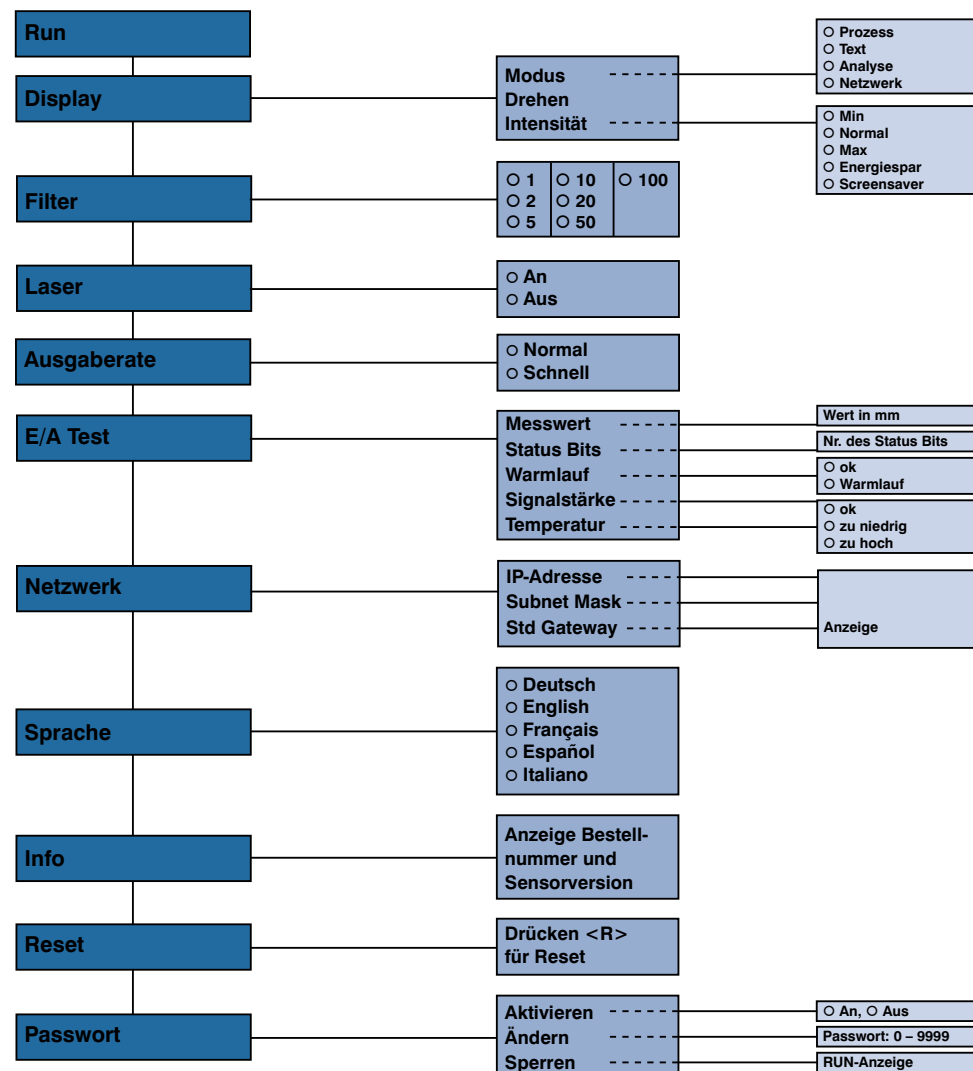 Run
Display
Modus
Drehen
Intensität
○ Prozess
○ Text
○ Analyse
○ Netzwerk
○ Min
○ Normal
○ Max
○ Energiespar
○ Screensaver
Filter
○ 1 ○ 10 ○ 100
○ 2 ○ 20
○ 5 ○ 50
Laser
○ An
○ Aus
Ausgaberate
○ Normal
○ Schnell
E/A Test
Messwert
Status Bits
Warmlauf
Signalstärke
Temperatur
Wert in mm
Nr. des Status Bits
○ ok
○ Warmlauf
○ ok
○ zu niedrig
○ zu hoch
Netzwerk
IP-Adresse
Subnet Mask
Std Gateway
Anzeige
Sprache
○ Deutsch
○ English
○ Français
○ Español
○ Italiano
Info
Anzeige Bestell-
nummer und
Sensorversion
Reset
Drücken <R>
für Reset
Passwort
Aktivieren
Ändern
Sperren
○ An, ○ Aus
Passwort: 0 – 9999
RUN-Anzeige